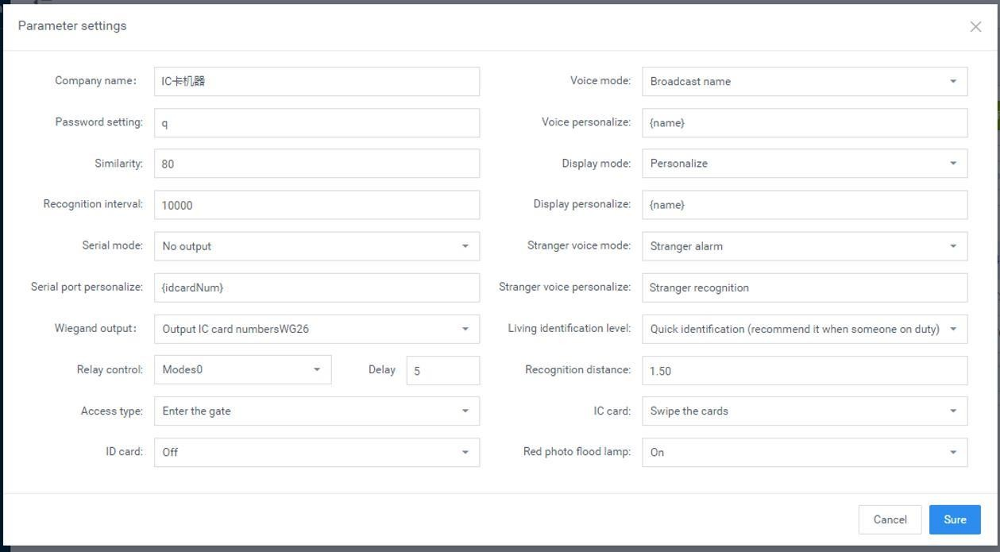 Parameter settings
Company name: IC卡机器 Voice mode: Broadcast name
Password setting: q Voice personalize: {name}
Similarity: 80 Display mode: Personalize
Recognition interval: 10000 Display personalize: {name}
Serial mode: No output Stranger voice mode: Stranger alarm
Serial port personalize: {idcardNum} Stranger voice personalize: Stranger recognition
Wiegand output: Output IC card numbersWG26 Living identification level: Quick identification (recommend it when someone on duty)
Relay control: Modes0 Delay 5 Recognition distance: 1.50
Access type: Enter the gate IC card: Swipe the cards
ID card: Off Red photo flood lamp: On
Cancel Sure